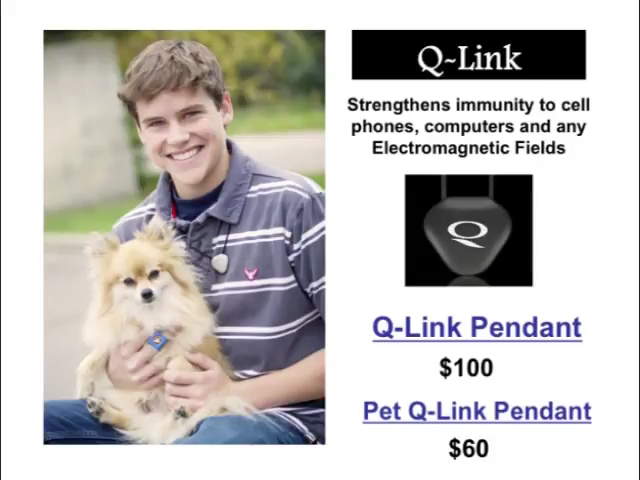 Q-Link
Strengthens immunity to cell
phones, computers and any
Electromagnetic Fields
Q
Q-Link Pendant
$100
Pet Q-Link Pendant
$60